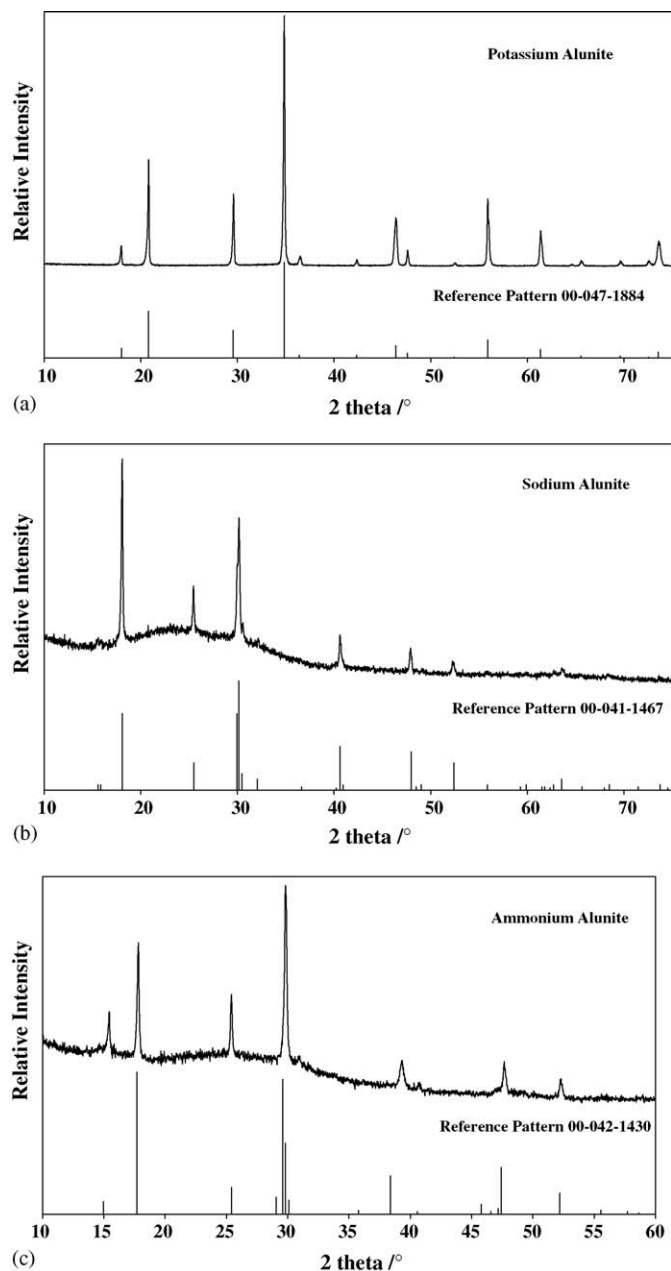 Potassium Alunite
Relative Intensity
Reference Pattern 00-047-1884
10 20 30 40 50 60 70
(a)
2 theta /°
Sodium Alunite
Relative Intensity
Reference Pattern 00-041-1467
10 20 30 40 50 60 70
(b)
2 theta /°
Ammonium Alunite
Relative Intensity
Reference Pattern 00-042-1430
10 15 20 25 30 35 40 45 50 55 60
(c)
2 theta /°